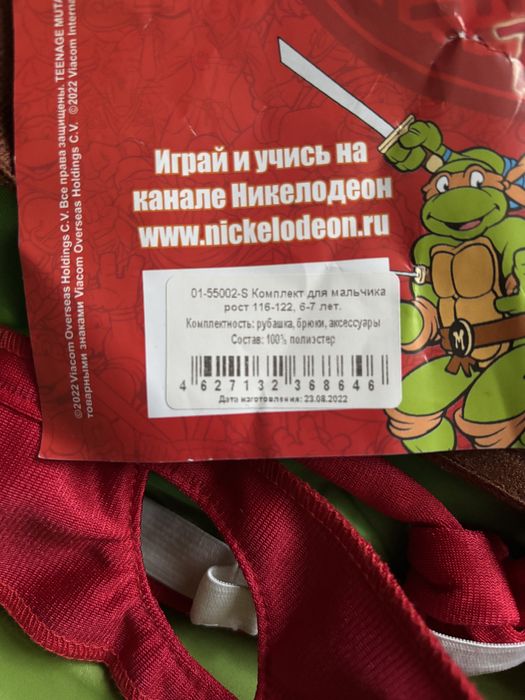 Играй и учись на
канале Никелодеон
www.nickelodeon.ru
01-55002-S Комплект для мальчика
рост 116-122, 6-7 лет.
Комплектность: рубашка, брюки, аксессуары
Состав: 100% полиэстер
4 627132 368646
Дата изготовления: 23.08.2022
©2022 Viacom Overseas Holdings C.V. Все права защищены. TEENAGE MUTA
товарными знаками Viacom Overseas Holdings C.V. ©2022 Viacom Interna
M